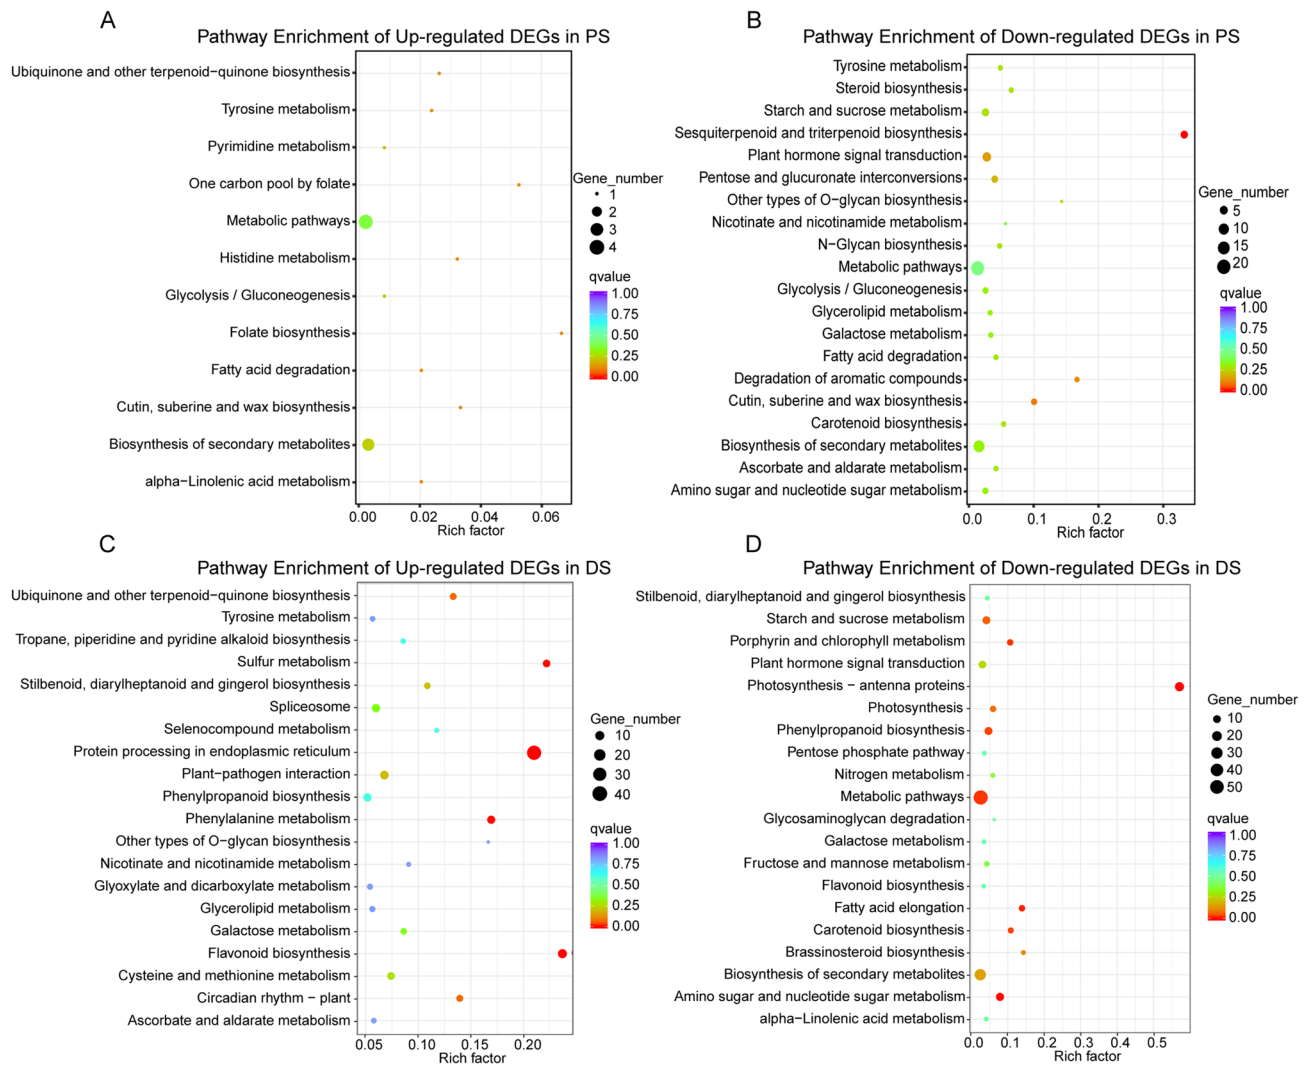 A
Pathway Enrichment of Up-regulated DEGs in PS
Ubiquinone and other terpenoid−quinone biosynthesis
Tyrosine metabolism
Pyrimidine metabolism
One carbon pool by folate
Metabolic pathways
Histidine metabolism
Glycolysis / Gluconeogenesis
Folate biosynthesis
Fatty acid degradation
Cutin, suberine and wax biosynthesis
Biosynthesis of secondary metabolites
alpha−Linolenic acid metabolism
0.00 0.02 0.04 0.06
Rich factor
Gene_number
1
2
3
4
qvalue
1.00
0.75
0.50
0.25
0.00
B
Pathway Enrichment of Down-regulated DEGs in PS
Tyrosine metabolism
Steroid biosynthesis
Starch and sucrose metabolism
Sesquiterpenoid and triterpenoid biosynthesis
Plant hormone signal transduction
Pentose and glucuronate interconversions
Other types of O−glycan biosynthesis
Nicotinate and nicotinamide metabolism
N−Glycan biosynthesis
Metabolic pathways
Glycolysis / Gluconeogenesis
Glycerolipid metabolism
Galactose metabolism
Fatty acid degradation
Degradation of aromatic compounds
Cutin, suberine and wax biosynthesis
Carotenoid biosynthesis
Biosynthesis of secondary metabolites
Ascorbate and aldarate metabolism
Amino sugar and nucleotide sugar metabolism
0.0 0.1 0.2 0.3
Rich factor
Gene_number
5
10
15
20
qvalue
1.00
0.75
0.50
0.25
0.00
C
Pathway Enrichment of Up-regulated DEGs in DS
Ubiquinone and other terpenoid−quinone biosynthesis
Tyrosine metabolism
Tropane, piperidine and pyridine alkaloid biosynthesis
Sulfur metabolism
Stilbenoid, diarylheptanoid and gingerol biosynthesis
Spliceosome
Selenocompound metabolism
Protein processing in endoplasmic reticulum
Plant−pathogen interaction
Phenylpropanoid biosynthesis
Phenylalanine metabolism
Other types of O−glycan biosynthesis
Nicotinate and nicotinamide metabolism
Glyoxylate and dicarboxylate metabolism
Glycerolipid metabolism
Galactose metabolism
Flavonoid biosynthesis
Cysteine and methionine metabolism
Circadian rhythm − plant
Ascorbate and aldarate metabolism
0.05 0.10 0.15 0.20
Rich factor
Gene_number
10
20
30
40
qvalue
1.00
0.75
0.50
0.25
0.00
D
Pathway Enrichment of Down-regulated DEGs in DS
Stilbenoid, diarylheptanoid and gingerol biosynthesis
Starch and sucrose metabolism
Porphyrin and chlorophyll metabolism
Plant hormone signal transduction
Photosynthesis − antenna proteins
Photosynthesis
Phenylpropanoid biosynthesis
Pentose phosphate pathway
Nitrogen metabolism
Metabolic pathways
Glycosaminoglycan degradation
Galactose metabolism
Fructose and mannose metabolism
Flavonoid biosynthesis
Fatty acid elongation
Carotenoid biosynthesis
Brassinosteroid biosynthesis
Biosynthesis of secondary metabolites
Amino sugar and nucleotide sugar metabolism
alpha−Linolenic acid metabolism
0.0 0.1 0.2 0.3 0.4 0.5
Rich factor
Gene_number
10
20
30
40
50
qvalue
1.00
0.75
0.50
0.25
0.00